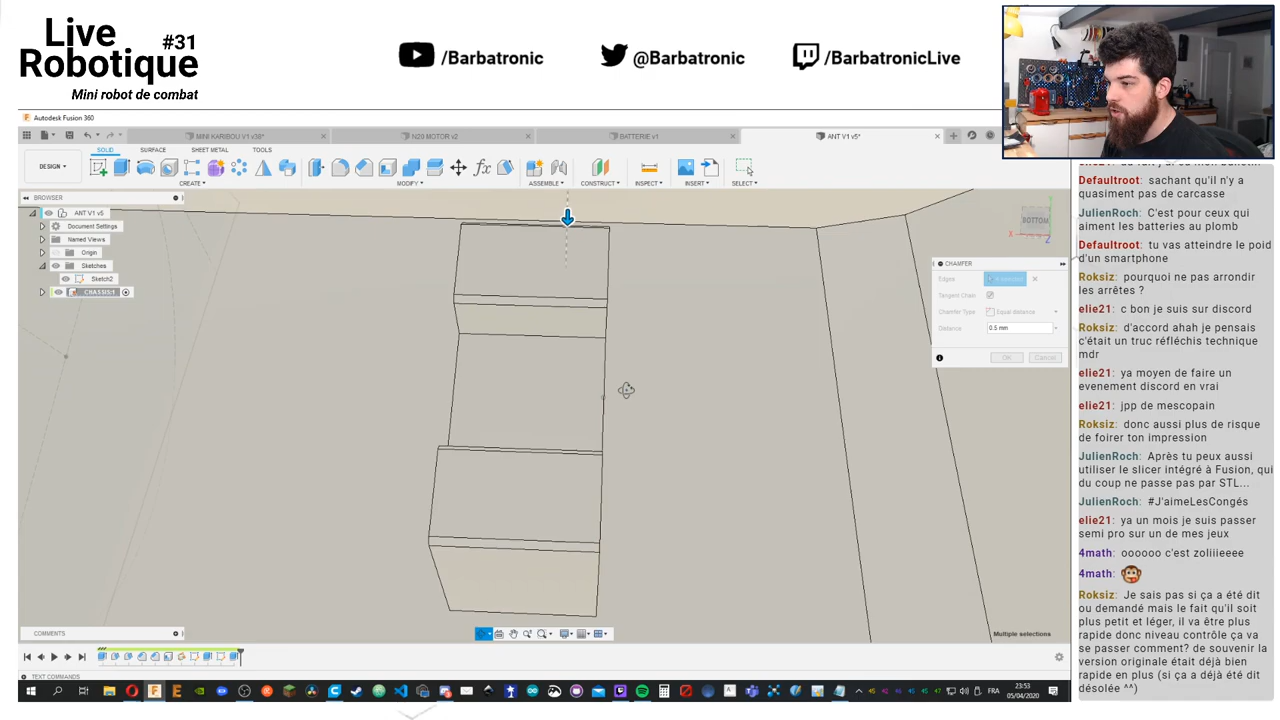 Live
Robotique #31
Mini robot de combat
/Barbatronic
@Barbatronic
/BarbatronicLive
Autodesk Fusion 360
MINI KARIBOU V1 v38*
N20 MOTOR v2
BATTERIE v1
ANT V1 v5*
SOLID
SURFACE
SHEET METAL
TOOLS
DESIGN
CREATE
MODIFY
ASSEMBLE
CONSTRUCT
INSPECT
INSERT
SELECT
BROWSER
ANT V1 v5
Document Settings
Named Views
Origin
Sketches
Sketch2
CHASSIS:1
BOTTOM
X
Z
CHAMFER
Edges
Tangent Chain
Chamfer Type
Equal distance
Distance
0.5 mm
OK
Cancel
COMMENTS
Multiple selections
TEXT COMMANDS
FRA
23:53
05/04/2020
Defaultroot: sachant qu'il n'y a
quasiment pas de carcasse
JulienRoch: C'est pour ceux qui
aiment les batteries au plomb
Defaultroot: tu vas atteindre le poid
d'un smartphone
Roksiz: pourquoi ne pas arrondir
les arrêtes ?
elie21: c bon je suis sur discord
Roksiz: d'accord ahah je pensais
c'était un truc réfléchis technique
mdr
elie21: ya moyen de faire un
evenement discord en vrai
elie21: jpp de mescopain
Roksiz: donc aussi plus de risque
de foirer ton impression
JulienRoch: Après tu peux aussi
utiliser le slicer intégré à Fusion, qui
du coup ne passe pas par STL...
JulienRoch: #J'aimeLesCongés
elie21: ya un mois je suis passer
semi pro sur un de mes jeux
4math: oooooo c'est zoliiieeee
4math:
Roksiz: Je sais pas si ça a été dit
ou demandé mais le fait qu'il soit
plus petit et léger, il va être plus
rapide donc niveau contrôle ça va
se passer comment? de souvenir la
version originale était déjà bien
rapide en plus (si ça a déjà été dit
désolée ^^)